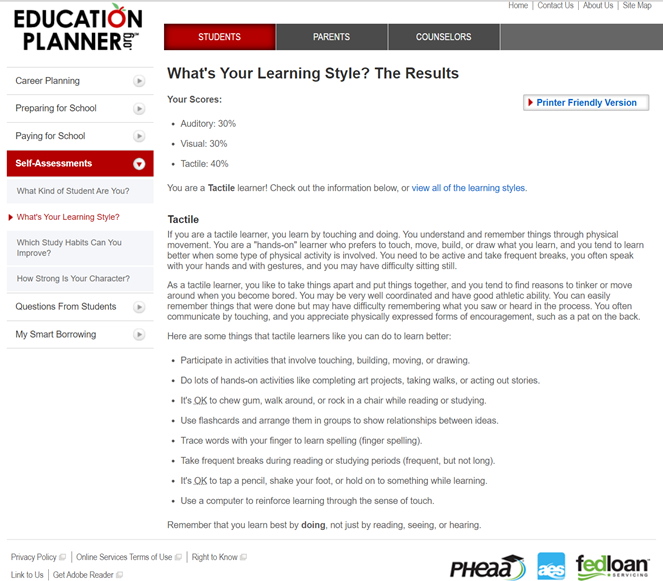 Home | Contact Us | About Us | Site Map
EDUCATION
PLANNER.org
STUDENTS
PARENTS
COUNSELORS
Career Planning
Preparing for School
Paying for School
Self-Assessments
What Kind of Student Are You?
What's Your Learning Style?
Which Study Habits Can You
Improve?
How Strong Is Your Character?
Questions From Students
My Smart Borrowing
What's Your Learning Style? The Results
Your Scores:
Printer Friendly Version
• Auditory: 30%
• Visual: 30%
• Tactile: 40%
You are a Tactile learner! Check out the information below, or view all of the learning styles.
Tactile
If you are a tactile learner, you learn by touching and doing. You understand and remember things through physical
movement. You are a "hands-on" learner who prefers to touch, move, build, or draw what you learn, and you tend to learn
better when some type of physical activity is involved. You need to be active and take frequent breaks, you often speak
with your hands and with gestures, and you may have difficulty sitting still.
As a tactile learner, you like to take things apart and put things together, and you tend to find reasons to tinker or move
around when you become bored. You may be very well coordinated and have good athletic ability. You can easily
remember things that were done but may have difficulty remembering what you saw or heard in the process. You often
communicate by touching, and you appreciate physically expressed forms of encouragement, such as a pat on the back.
Here are some things that tactile learners like you can do to learn better:
• Participate in activities that involve touching, building, moving, or drawing.
• Do lots of hands-on activities like completing art projects, taking walks, or acting out stories.
• It's OK to chew gum, walk around, or rock in a chair while reading or studying.
• Use flashcards and arrange them in groups to show relationships between ideas.
• Trace words with your finger to learn spelling (finger spelling).
• Take frequent breaks during reading or studying periods (frequent, but not long).
• It's OK to tap a pencil, shake your foot, or hold on to something while learning.
• Use a computer to reinforce learning through the sense of touch.
Remember that you learn best by doing, not just by reading, seeing, or hearing.
Privacy Policy | Online Services Terms of Use | Right to Know
Link to Us | Get Adobe Reader
PHEAA
aes
fedloan
SERVICING